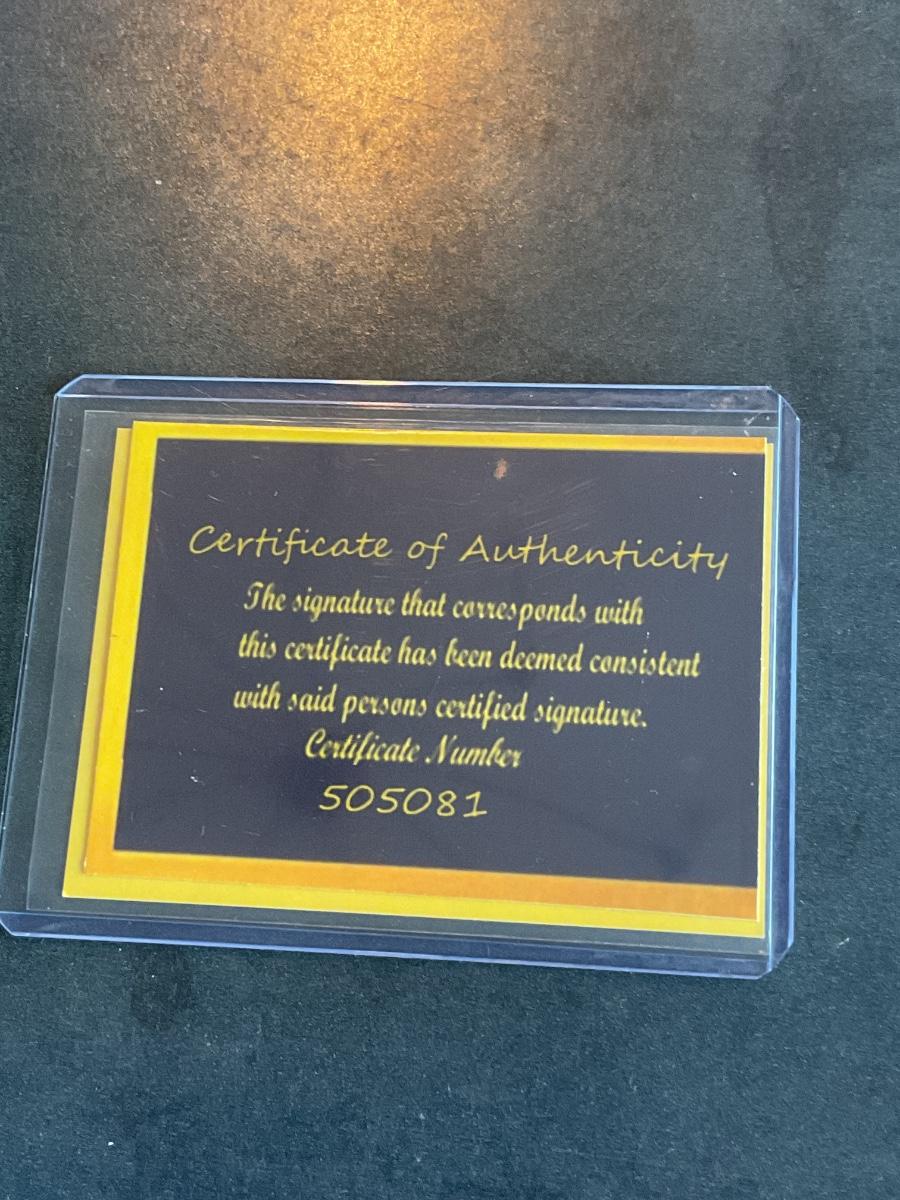 Certificate of Authenticity
The signature that corresponds with
this certificate has been deemed consistent
with said persons certified signature.
Certificate Number
505081